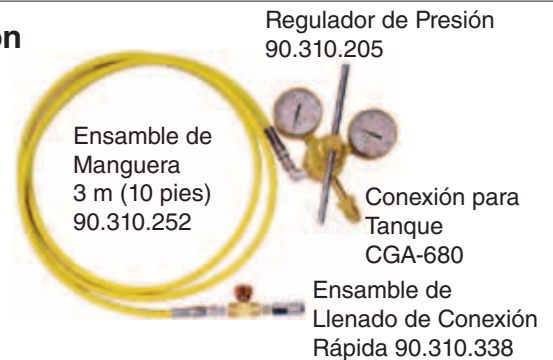 ón
Regulador de Presión
90.310.205
Ensamble de
Manguera
3 m (10 pies)
90.310.252
Conexión para
Tanque
CGA-680
Ensamble de
Llenado de Conexión
Rápida 90.310.338